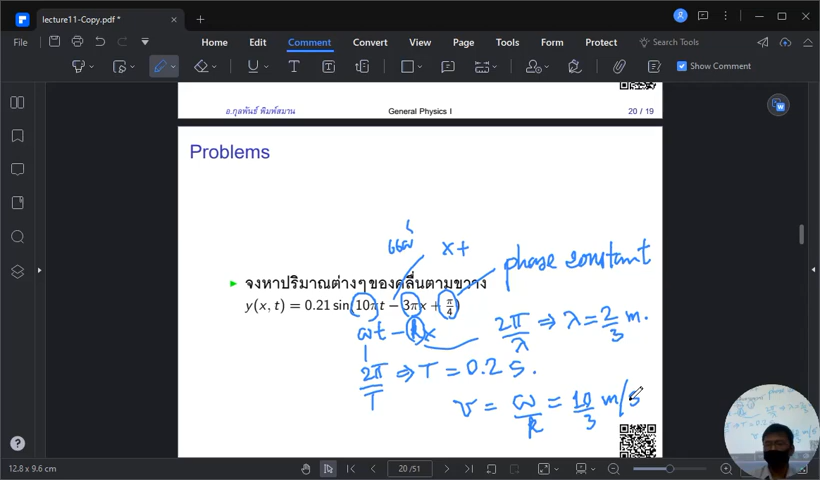 lecture11-Copy.pdf *
File
Home
Edit
Comment
Convert
View
Page
Tools
Form
Protect
Search Tools
Show Comment
อ.กุลพันธ์ พิมพ์สมาน
General Physics I
20 / 19
Problems
x+
phase constant
จงหาปริมาณต่างๆของคลื่นตามขวาง
y(x, t) = 0.21 sin(10πt − 3πx + π/4)
ωt − kx
2π/λ ⇒ λ = 2/3 m.
2π/T ⇒ T = 0.2 s.
v = ω/k = 10/3 m/s
12.8 x 9.6 cm
20/51